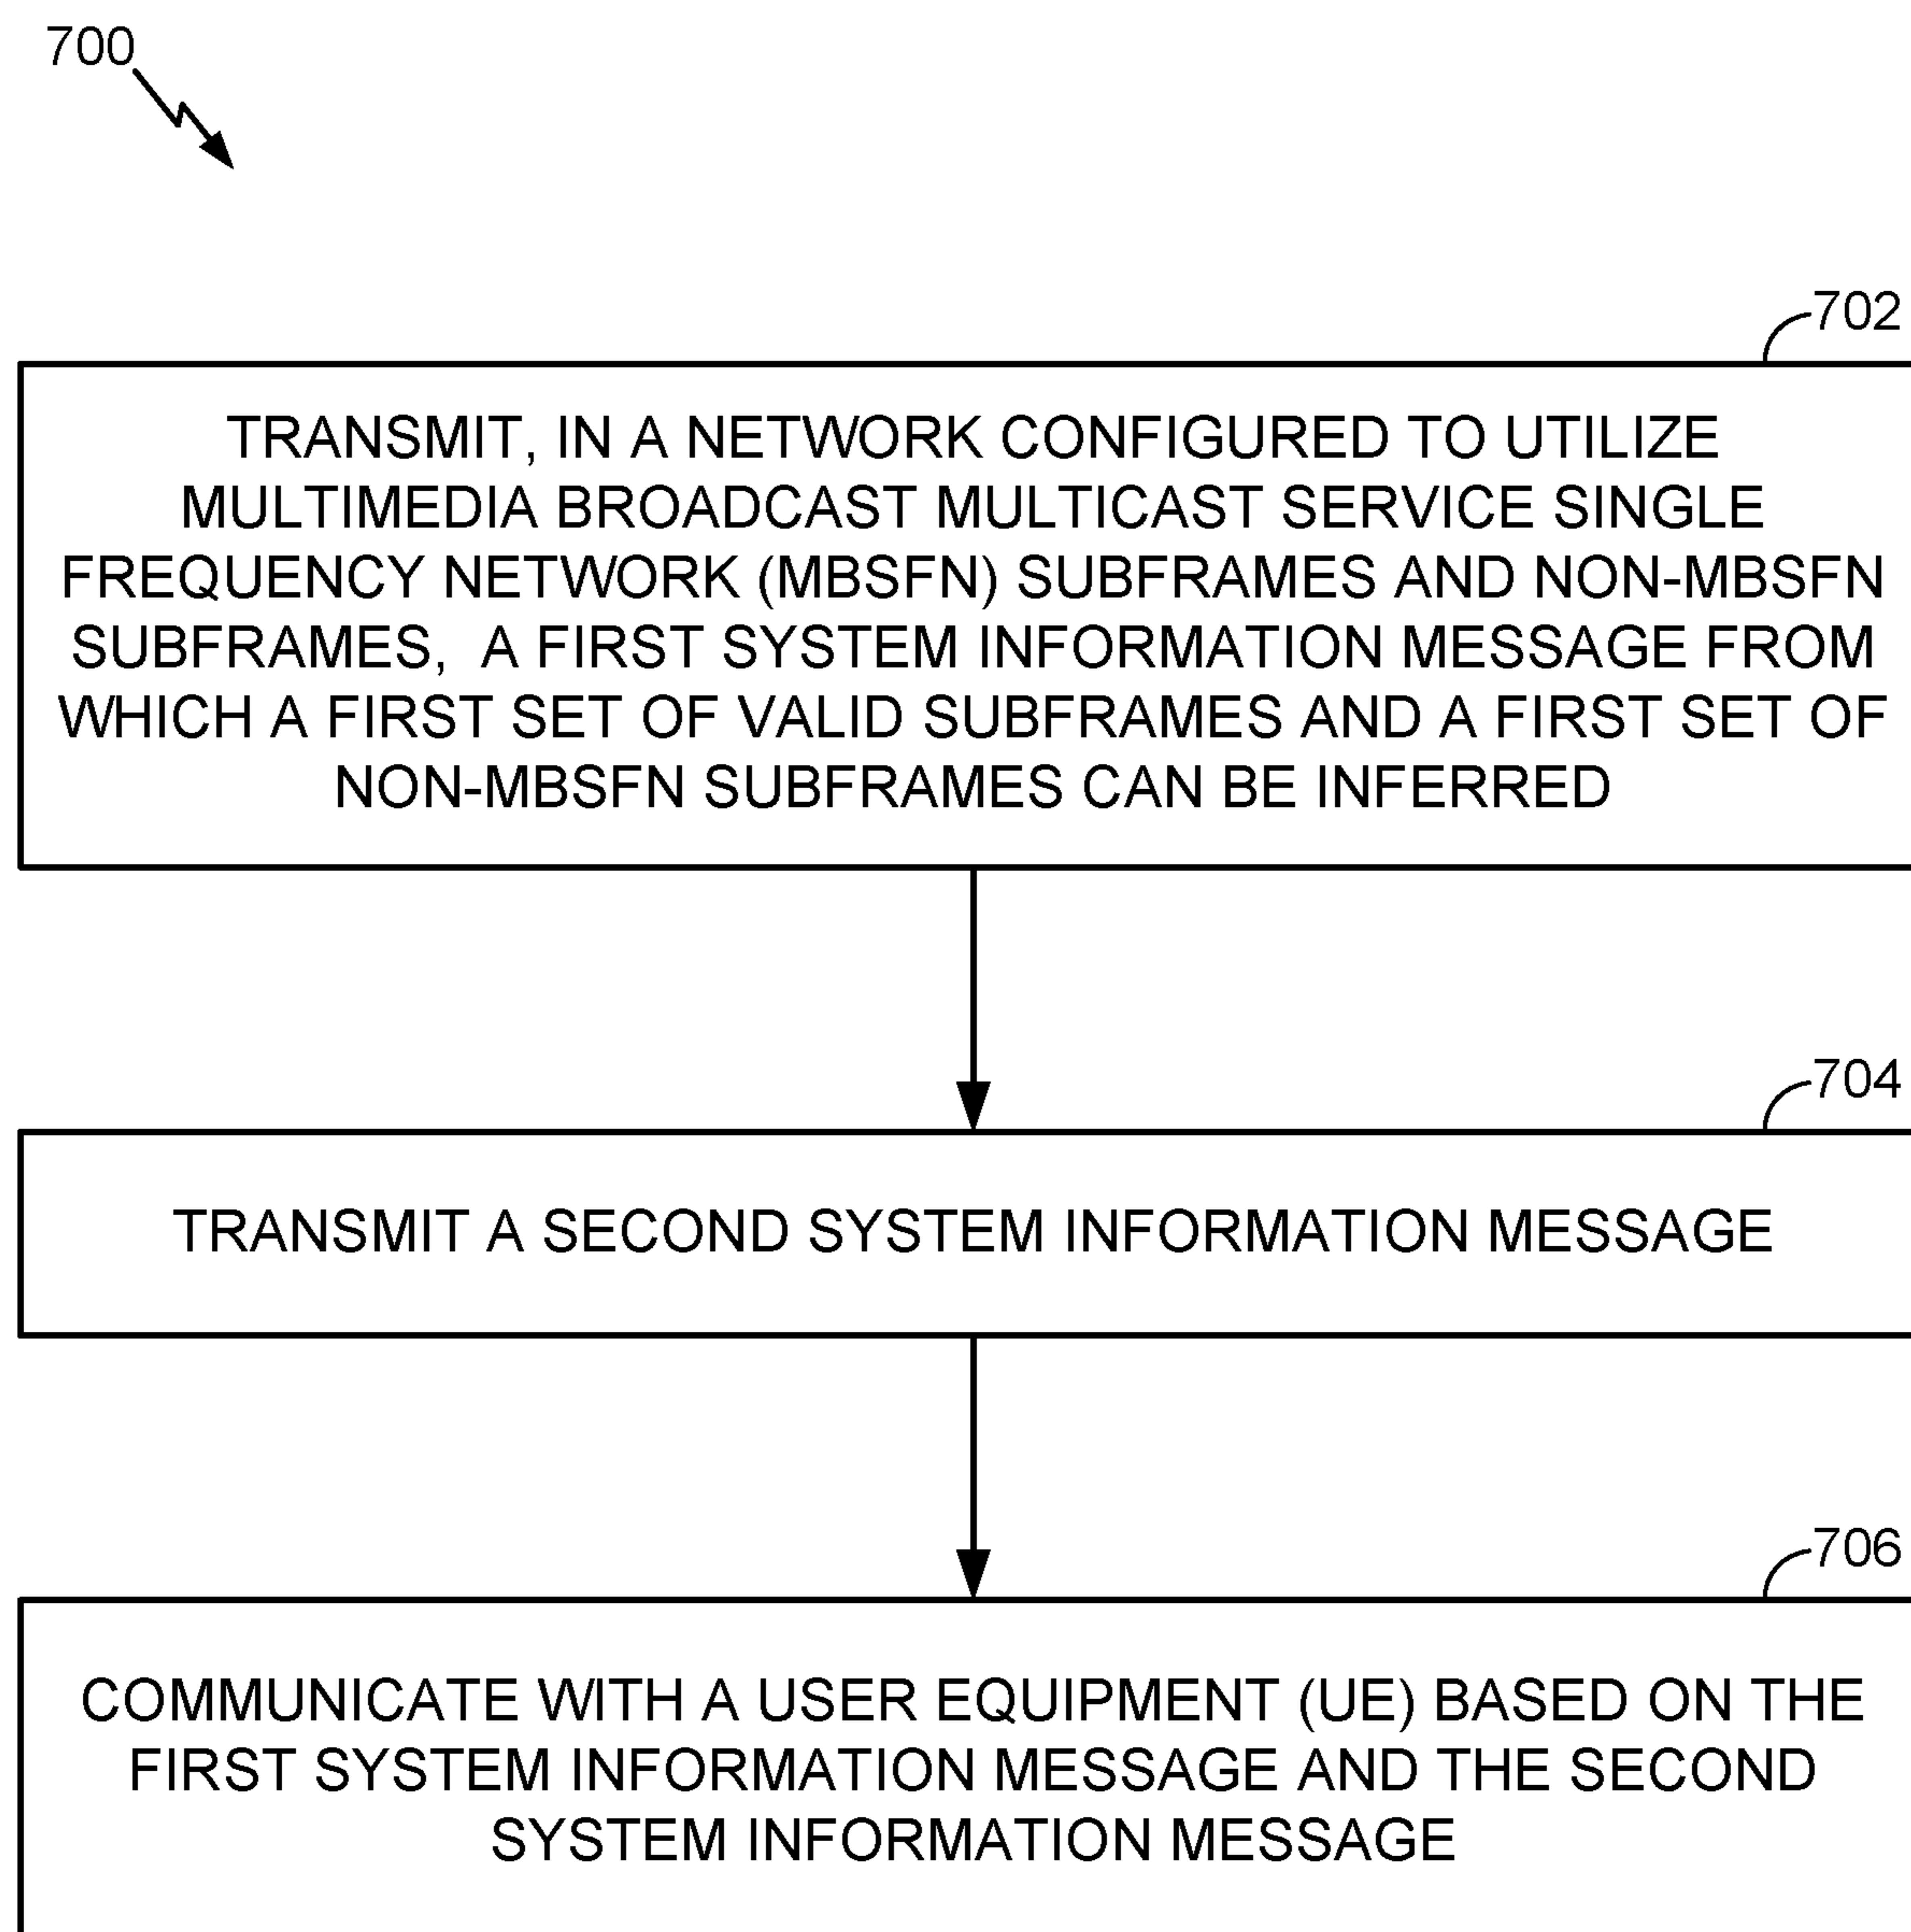 700
702
TRANSMIT, IN A NETWORK CONFIGURED TO UTILIZE
MULTIMEDIA BROADCAST MULTICAST SERVICE SINGLE
FREQUENCY NETWORK (MBSFN) SUBFRAMES AND NON-MBSFN
SUBFRAMES, A FIRST SYSTEM INFORMATION MESSAGE FROM
WHICH A FIRST SET OF VALID SUBFRAMES AND A FIRST SET OF
NON-MBSFN SUBFRAMES CAN BE INFERRED
704
TRANSMIT A SECOND SYSTEM INFORMATION MESSAGE
706
COMMUNICATE WITH A USER EQUIPMENT (UE) BASED ON THE
FIRST SYSTEM INFORMATION MESSAGE AND THE SECOND
SYSTEM INFORMATION MESSAGE